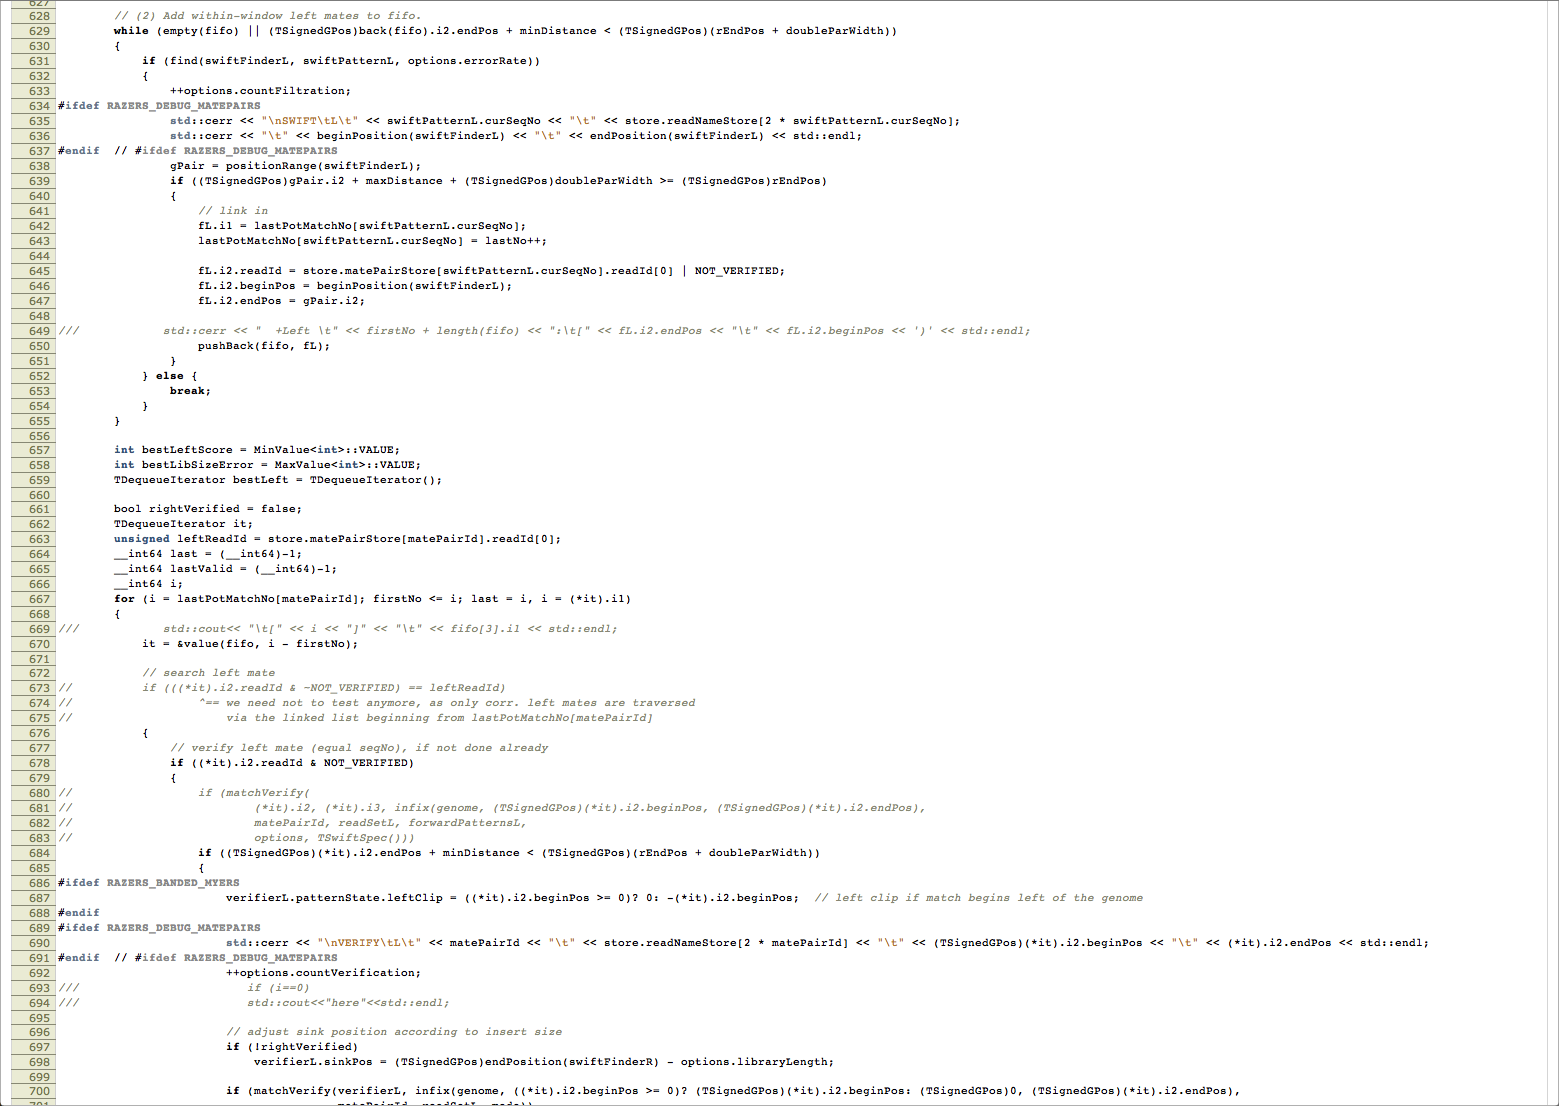 627
628 // (2) Add within-window left mates to fifo.
629 while (empty(fifo) || (TSignedGPos)back(fifo).i2.endPos + minDistance < (TSignedGPos)(rEndPos + doubleParWidth))
630 {
631 if (find(swiftFinderL, swiftPatternL, options.errorRate))
632 {
633 ++options.countFiltration;
634 #ifdef RAZERS_DEBUG_MATEPAIRS
635 std::cerr << "\nSWIFT\tL\t" << swiftPatternL.curSeqNo << "\t" << store.readNameStore[2 * swiftPatternL.curSeqNo];
636 std::cerr << "\t" << beginPosition(swiftFinderL) << "\t" << endPosition(swiftFinderL) << std::endl;
637 #endif // #ifdef RAZERS_DEBUG_MATEPAIRS
638 gPair = positionRange(swiftFinderL);
639 if ((TSignedGPos)gPair.i2 + maxDistance + (TSignedGPos)doubleParWidth >= (TSignedGPos)rEndPos)
640 {
641 // link in
642 fL.i1 = lastPotMatchNo[swiftPatternL.curSeqNo];
643 lastPotMatchNo[swiftPatternL.curSeqNo] = lastNo++;
644
645 fL.i2.readId = store.matePairStore[swiftPatternL.curSeqNo].readId[0] | NOT_VERIFIED;
646 fL.i2.beginPos = beginPosition(swiftFinderL);
647 fL.i2.endPos = gPair.i2;
648
649 /// std::cerr << "  +Left \t" << firstNo + length(fifo) << ":\t[" << fL.i2.endPos << "\t" << fL.i2.beginPos << ')' << std::endl;
650 pushBack(fifo, fL);
651 }
652 } else {
653 break;
654 }
655 }
656
657 int bestLeftScore = MinValue<int>::VALUE;
658 int bestLibSizeError = MaxValue<int>::VALUE;
659 TDequeueIterator bestLeft = TDequeueIterator();
660
661 bool rightVerified = false;
662 TDequeueIterator it;
663 unsigned leftReadId = store.matePairStore[matePairId].readId[0];
664 __int64 last = (__int64)-1;
665 __int64 lastValid = (__int64)-1;
666 __int64 i;
667 for (i = lastPotMatchNo[matePairId]; firstNo <= i; last = i, i = (*it).i1)
668 {
669 /// std::cout<< "\t[" << i << "]" << "\t" << fifo[3].i1 << std::endl;
670 it = &value(fifo, i - firstNo);
671
672 // search left mate
673 // if (((*it).i2.readId & ~NOT_VERIFIED) == leftReadId)
674 // ^== we need not to test anymore, as only corr. left mates are traversed
675 // via the linked list beginning from lastPotMatchNo[matePairId]
676 {
677 // verify left mate (equal seqNo), if not done already
678 if ((*it).i2.readId & NOT_VERIFIED)
679 {
680 // if (matchVerify(
681 // (*it).i2, (*it).i3, infix(genome, (TSignedGPos)(*it).i2.beginPos, (TSignedGPos)(*it).i2.endPos),
682 // matePairId, readSetL, forwardPatternsL,
683 // options, TSwiftSpec()))
684 if ((TSignedGPos)(*it).i2.endPos + minDistance < (TSignedGPos)(rEndPos + doubleParWidth))
685 {
686 #ifdef RAZERS_BANDED_MYERS
687 verifierL.patternState.leftClip = ((*it).i2.beginPos >= 0)? 0: -(*it).i2.beginPos; // left clip if match begins left of the genome
688 #endif
689 #ifdef RAZERS_DEBUG_MATEPAIRS
690 std::cerr << "\nVERIFY\tL\t" << matePairId << "\t" << store.readNameStore[2 * matePairId] << "\t" << (TSignedGPos)(*it).i2.beginPos << "\t" << (*it).i2.endPos << std::endl;
691 #endif // #ifdef RAZERS_DEBUG_MATEPAIRS
692 ++options.countVerification;
693 /// if (i==0)
694 /// std::cout<<"here"<<std::endl;
695
696 // adjust sink position according to insert size
697 if (!rightVerified)
698 verifierL.sinkPos = (TSignedGPos)endPosition(swiftFinderR) - options.libraryLength;
699
700 if (matchVerify(verifierL, infix(genome, ((*it).i2.beginPos >= 0)? (TSignedGPos)(*it).i2.beginPos: (TSignedGPos)0, (TSignedGPos)(*it).i2.endPos),